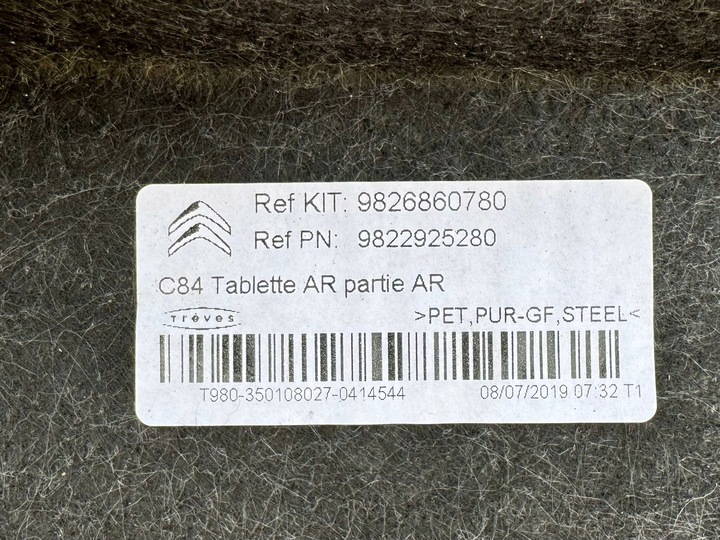 Ref KIT: 9826860780
Ref PN: 9822925280
C84 Tablette AR partie AR
Trèves
>PET,PUR-GF,STEEL<
T980-350108027-0414544
08/07/2019 07:32 T1